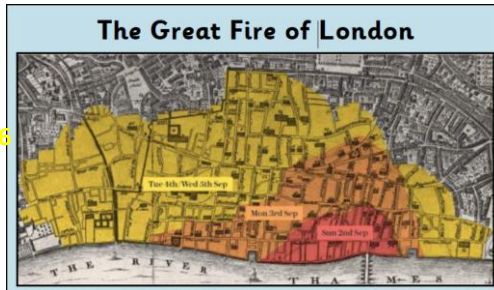 The Great Fire of London
6
Tue 4th/Wed 5th Sep
Mon 3rd Sep
Sun 2nd Sep
THE RIVER THAMES